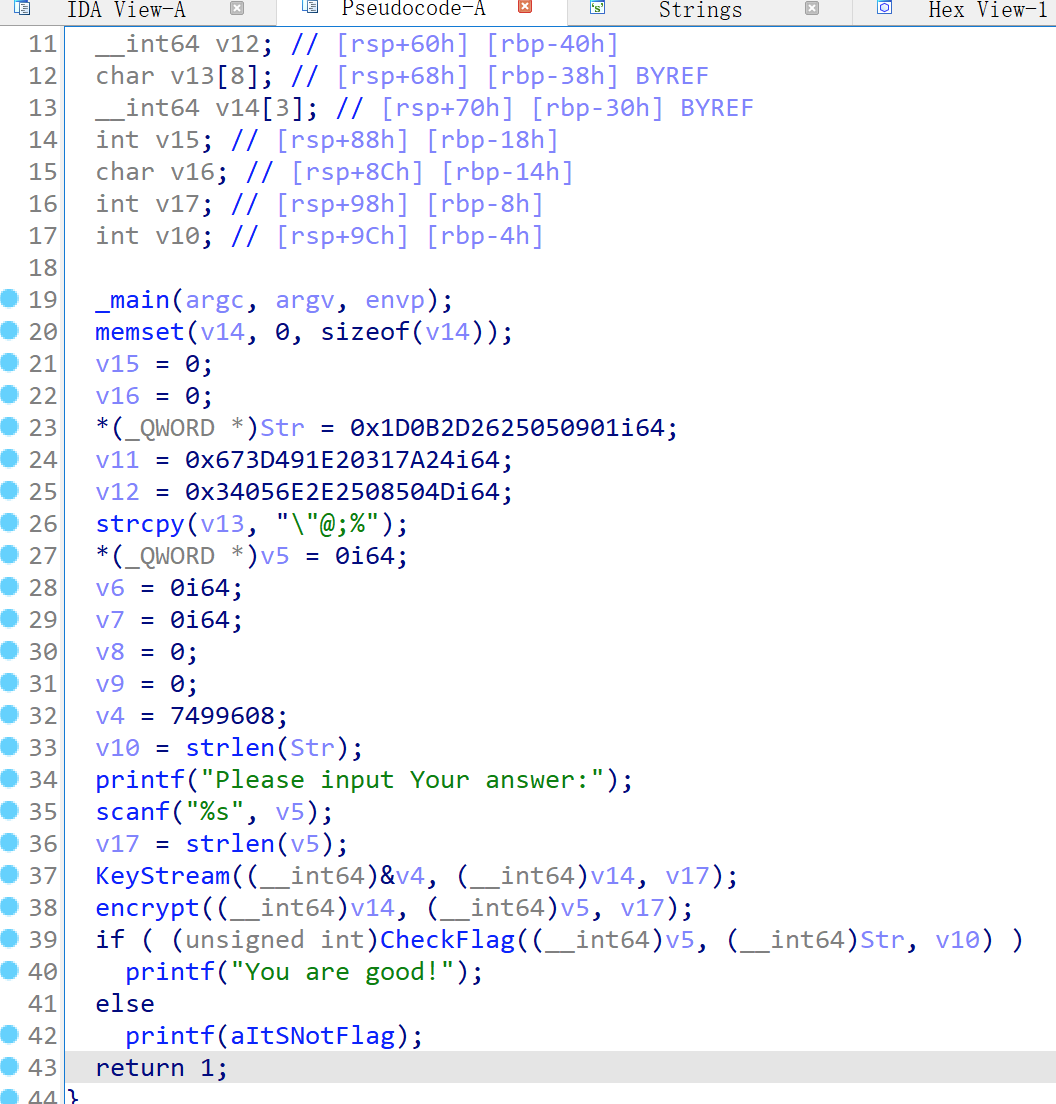 IDA View-A Pseudocode-A Strings Hex View-1
11 __int64 v12; // [rsp+60h] [rbp-40h]
12 char v13[8]; // [rsp+68h] [rbp-38h] BYREF
13 __int64 v14[3]; // [rsp+70h] [rbp-30h] BYREF
14 int v15; // [rsp+88h] [rbp-18h]
15 char v16; // [rsp+8Ch] [rbp-14h]
16 int v17; // [rsp+98h] [rbp-8h]
17 int v10; // [rsp+9Ch] [rbp-4h]
18
19 _main(argc, argv, envp);
20 memset(v14, 0, sizeof(v14));
21 v15 = 0;
22 v16 = 0;
23 *(_QWORD *)Str = 0x1D0B2D2625050901i64;
24 v11 = 0x673D491E20317A24i64;
25 v12 = 0x34056E2E2508504Di64;
26 strcpy(v13, "\"@;%");
27 *(_QWORD *)v5 = 0i64;
28 v6 = 0i64;
29 v7 = 0i64;
30 v8 = 0;
31 v9 = 0;
32 v4 = 7499608;
33 v10 = strlen(Str);
34 printf("Please input Your answer:");
35 scanf("%s", v5);
36 v17 = strlen(v5);
37 KeyStream((__int64)&v4, (__int64)v14, v17);
38 encrypt((__int64)v14, (__int64)v5, v17);
39 if ( (unsigned int)CheckFlag((__int64)v5, (__int64)Str, v10) )
40 printf("You are good!");
41 else
42 printf(aItSNotFlag);
43 return 1;
44 }